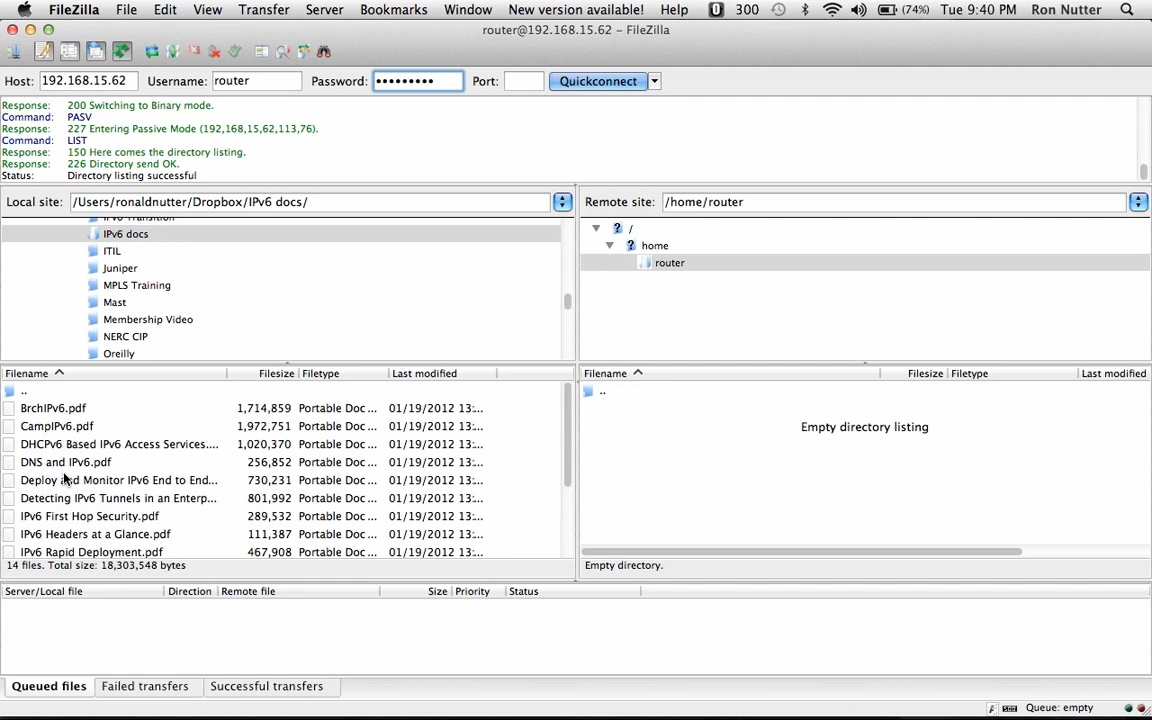 FileZilla File Edit View Transfer Server Bookmarks Window New version available! Help 300 (74%) Tue 9:40 PM Ron Nutter
router@192.168.15.62 – FileZilla
Host: 192.168.15.62 Username: router Password: ••••••••• Port: Quickconnect
Response: 200 Switching to Binary mode.
Command: PASV
Response: 227 Entering Passive Mode (192,168,15,62,113,76).
Command: LIST
Response: 150 Here comes the directory listing.
Response: 226 Directory send OK.
Status: Directory listing successful
Local site: /Users/ronaldnutter/Dropbox/IPv6 docs/
IPv6 Transition
IPv6 docs
ITIL
Juniper
MPLS Training
Mast
Membership Video
NERC CIP
Oreilly
Remote site: /home/router
/
home
router
Filename Filesize Filetype Last modified
..
BrchIPv6.pdf 1,714,859 Portable Doc... 01/19/2012 13:...
CampIPv6.pdf 1,972,751 Portable Doc... 01/19/2012 13:...
DHCPv6 Based IPv6 Access Services.... 1,020,370 Portable Doc... 01/19/2012 13:...
DNS and IPv6.pdf 256,852 Portable Doc... 01/19/2012 13:...
Deploy and Monitor IPv6 End to End... 730,231 Portable Doc... 01/19/2012 13:...
Detecting IPv6 Tunnels in an Enterp... 801,992 Portable Doc... 01/19/2012 13:...
IPv6 First Hop Security.pdf 289,532 Portable Doc... 01/19/2012 13:...
IPv6 Headers at a Glance.pdf 111,387 Portable Doc... 01/19/2012 13:...
IPv6 Rapid Deployment.pdf 467,908 Portable Doc... 01/19/2012 13:...
14 files. Total size: 18,303,548 bytes
Filename Filesize Filetype Last modified
..
Empty directory listing
Empty directory.
Server/Local file Direction Remote file Size Priority Status
Queued files Failed transfers Successful transfers
Queue: empty